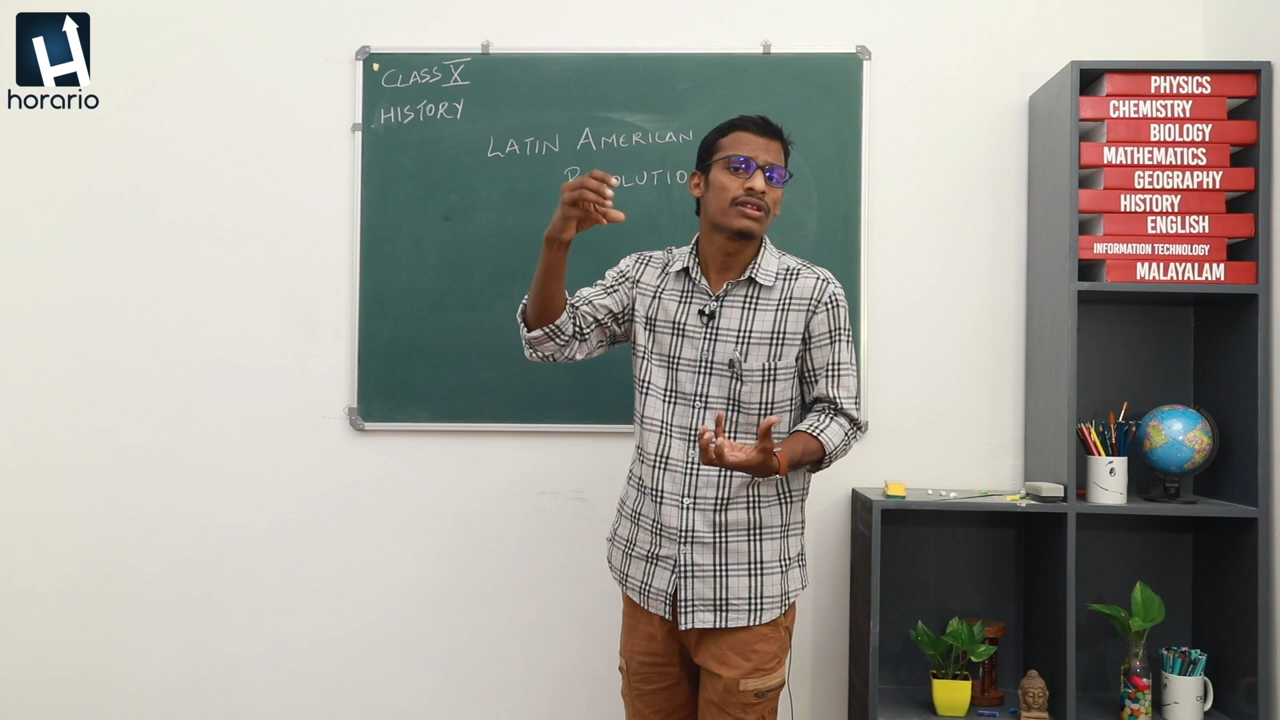 horario
CLASS X
HISTORY
LATIN AMERICAN
PHYSICS
CHEMISTRY
BIOLOGY
MATHEMATICS
GEOGRAPHY
HISTORY
ENGLISH
INFORMATION TECHNOLOGY
MALAYALAM